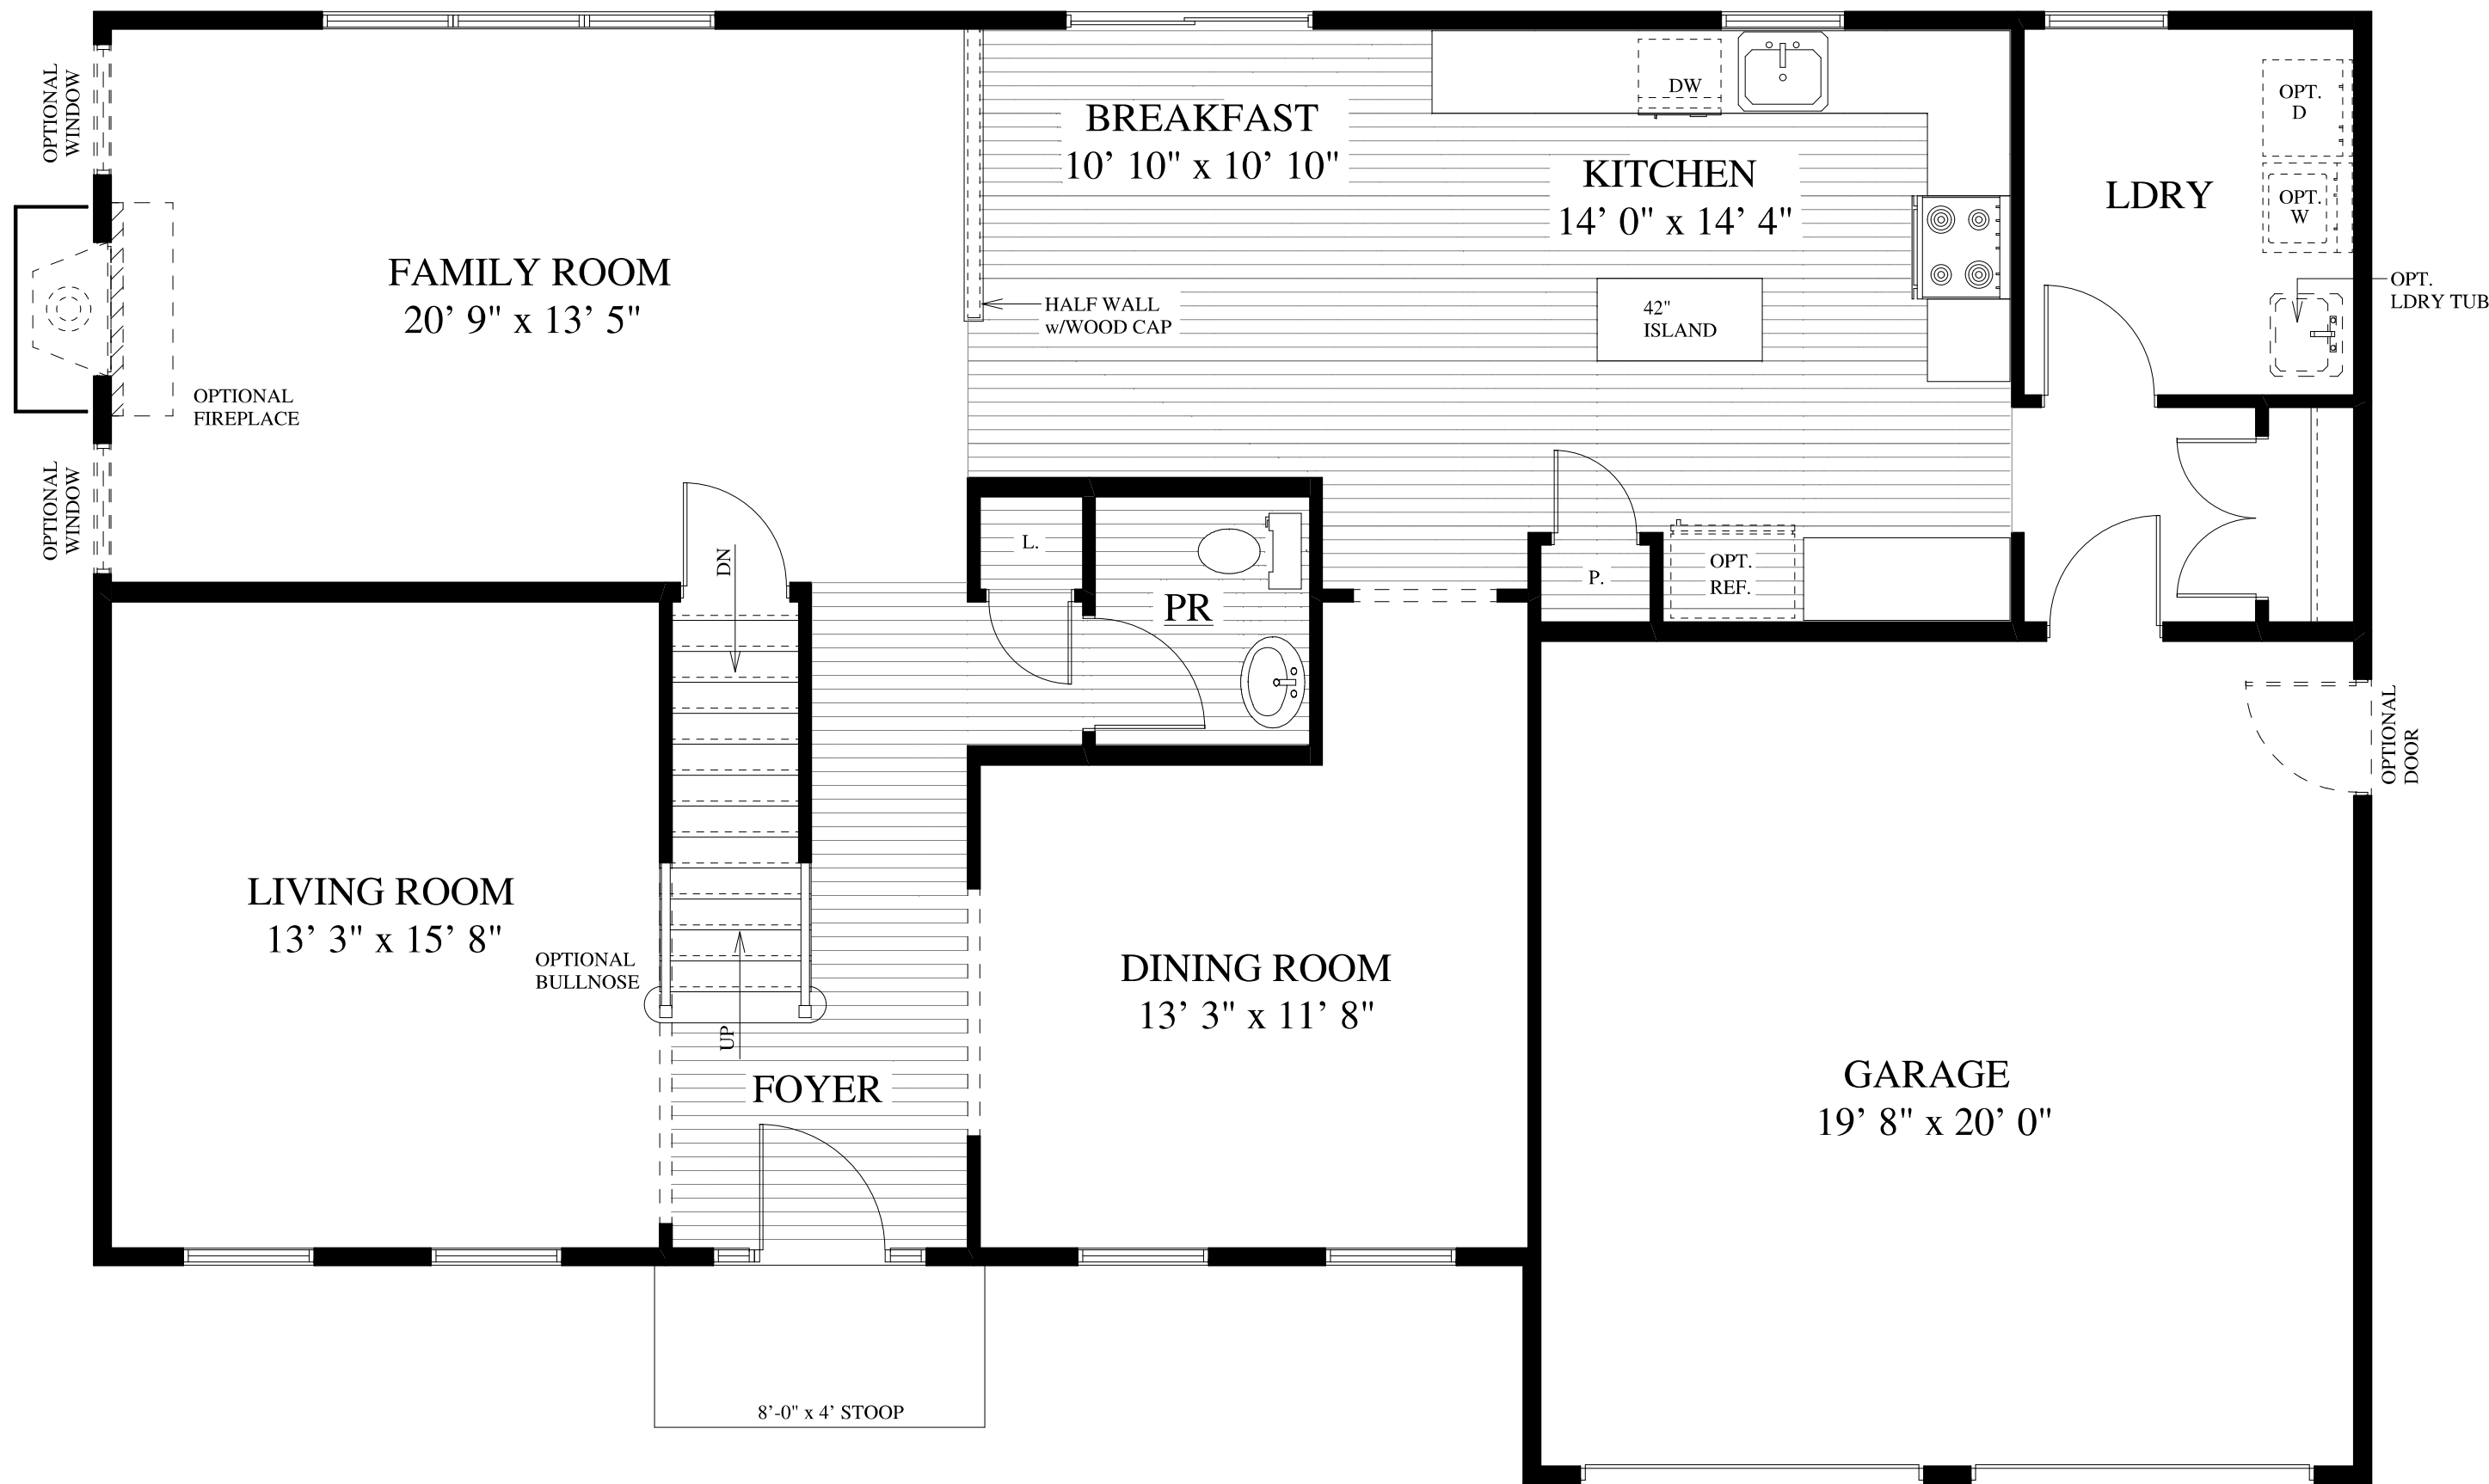 OPTIONAL
WINDOW
BREAKFAST
10’ 10" x 10’ 10"
DW
KITCHEN
14’ 0" x 14’ 4"
LDRY
OPT.
D
OPT.
W
OPT.
LDRY TUB
FAMILY ROOM
20’ 9" x 13’ 5"
HALF WALL
w/WOOD CAP
42"
ISLAND
OPTIONAL
FIREPLACE
OPTIONAL
WINDOW
DN
L.
PR
P.
OPT.
REF.
OPTIONAL
DOOR
LIVING ROOM
13’ 3" x 15’ 8"
OPTIONAL
BULLNOSE
UP
DINING ROOM
13’ 3" x 11’ 8"
FOYER
GARAGE
19’ 8" x 20’ 0"
8’-0" x 4’ STOOP